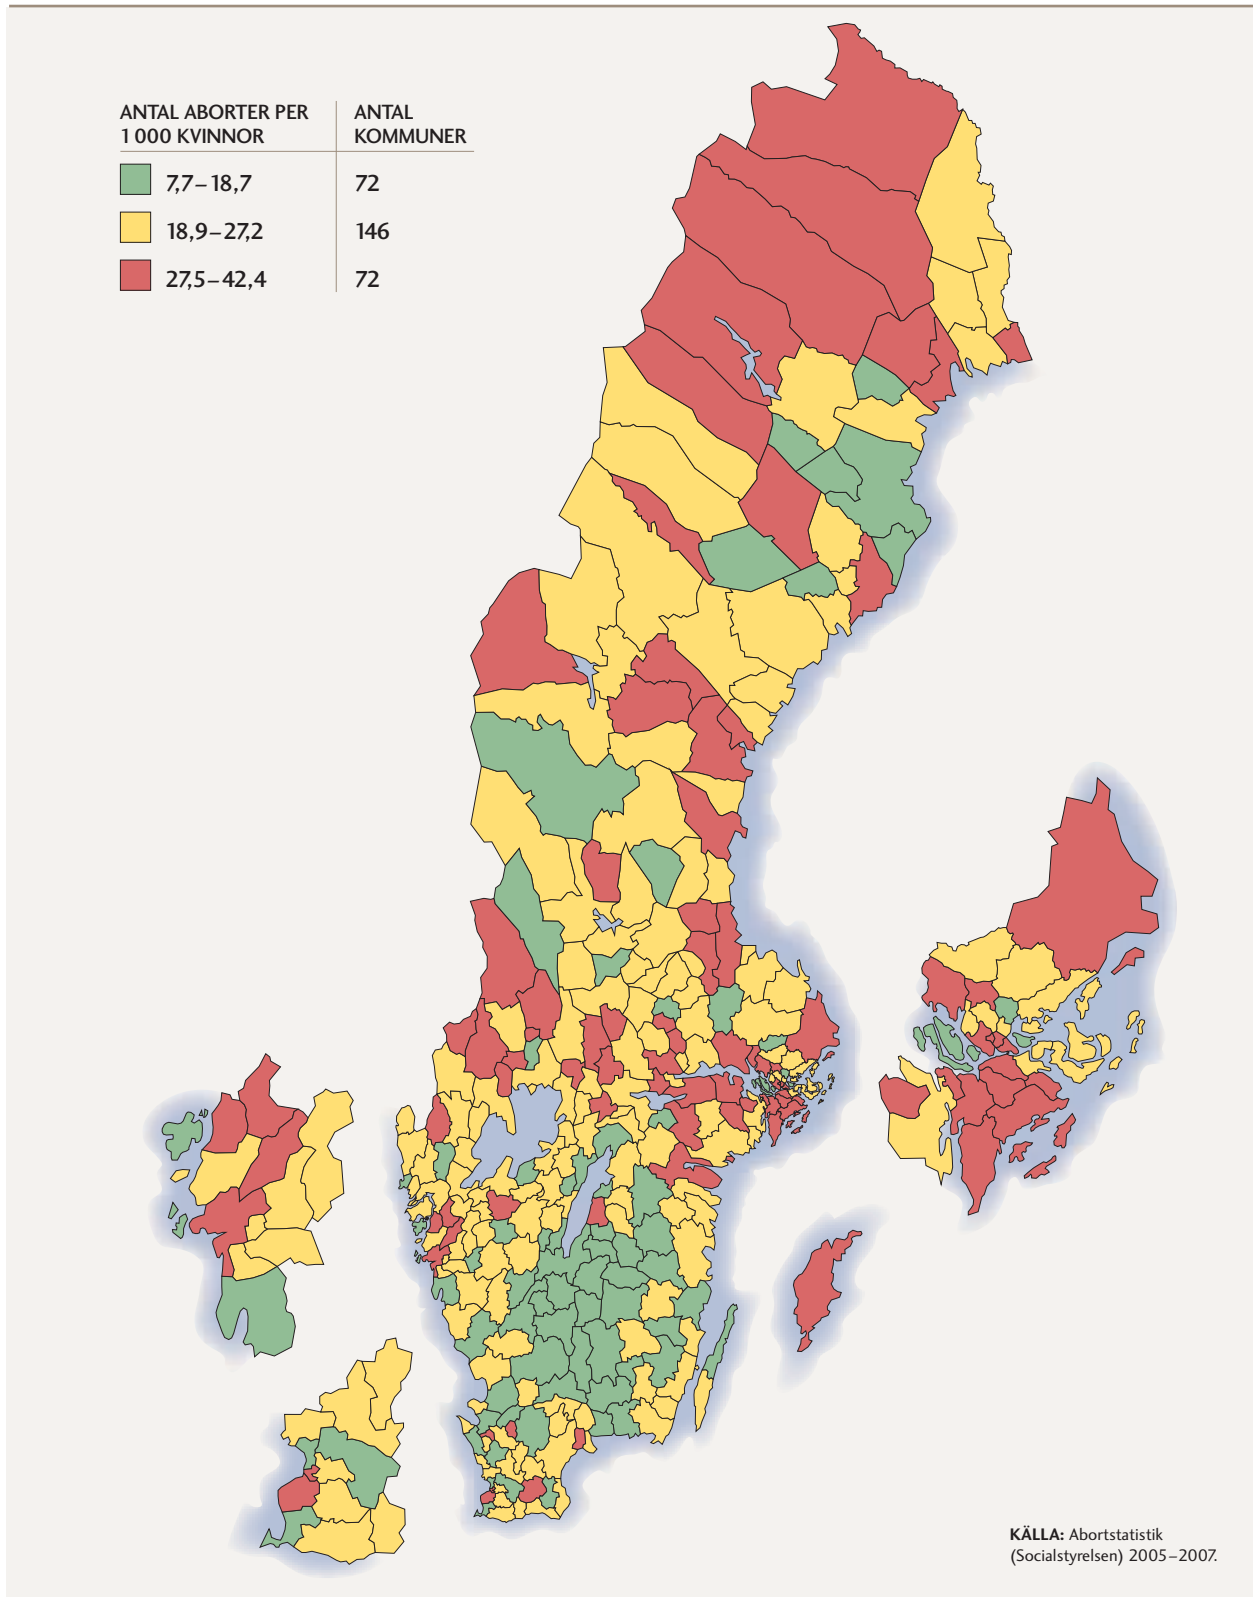 ANTAL ABORTER PER
1 000 KVINNOR
ANTAL
KOMMUNER
7,7–18,7
72
18,9–27,2
146
27,5–42,4
72
KÄLLA: Abortstatistik
(Socialstyrelsen) 2005–2007.